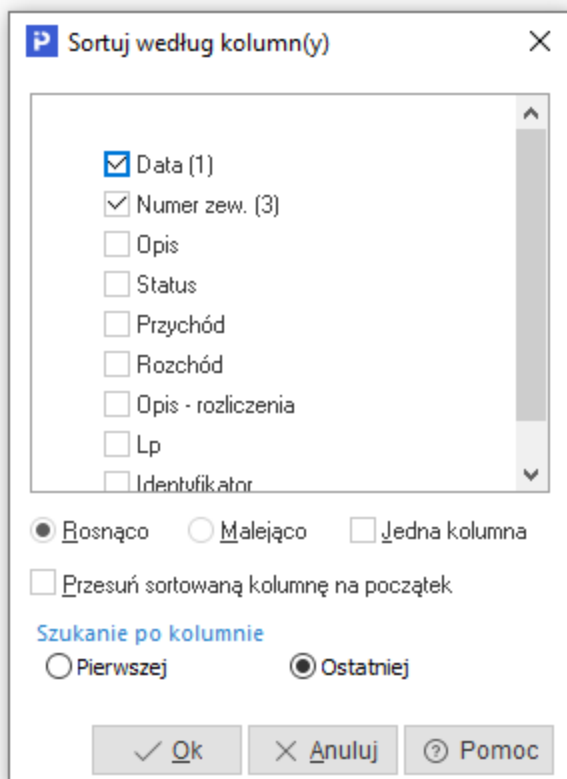 Sortuj według kolumn(y)
Data (1)
Numer zew. (3)
Opis
Status
Przychód
Rozchód
Opis - rozliczenia
Lp
Identyfikator
Rosnąco Malejąco Jedna kolumna
Przesuń sortowaną kolumnę na początek
Szukanie po kolumnie
Pierwszej Ostatniej
Ok Anuluj Pomoc